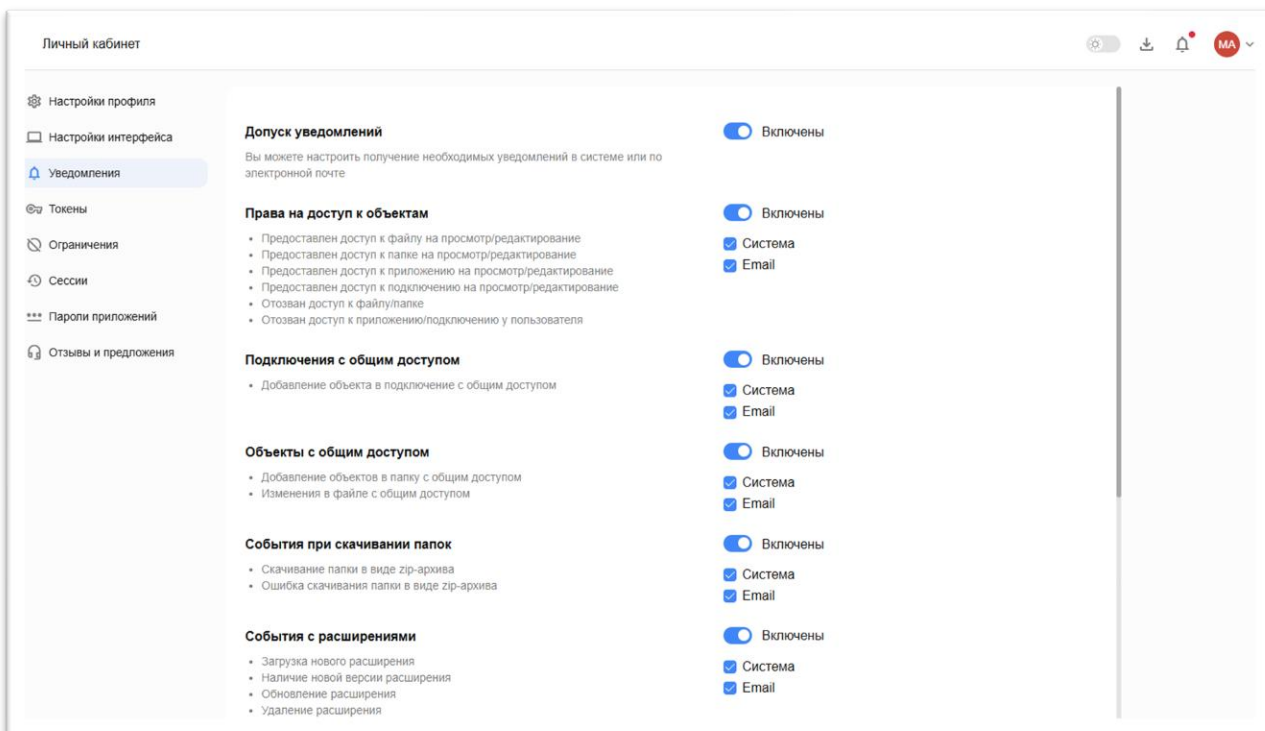 Личный кабинет
МА
Настройки профиля
Настройки интерфейса
Уведомления
Токены
Ограничения
Сессии
Пароли приложений
Отзывы и предложения
Допуск уведомлений
Включены
Вы можете настроить получение необходимых уведомлений в системе или по
электронной почте
Права на доступ к объектам
Включены
• Предоставлен доступ к файлу на просмотр/редактирование
• Предоставлен доступ к папке на просмотр/редактирование
• Предоставлен доступ к приложению на просмотр/редактирование
• Предоставлен доступ к подключению на просмотр/редактирование
• Отозван доступ к файлу/папке
• Отозван доступ к приложению/подключению у пользователя
Система
Email
Подключения с общим доступом
Включены
• Добавление объекта в подключение с общим доступом
Система
Email
Объекты с общим доступом
Включены
• Добавление объектов в папку с общим доступом
• Изменения в файле с общим доступом
Система
Email
События при скачивании папок
Включены
• Скачивание папки в виде zip-архива
• Ошибка скачивания папки в виде zip-архива
Система
Email
События с расширениями
Включены
• Загрузка нового расширения
• Наличие новой версии расширения
• Обновление расширения
• Удаление расширения
Система
Email